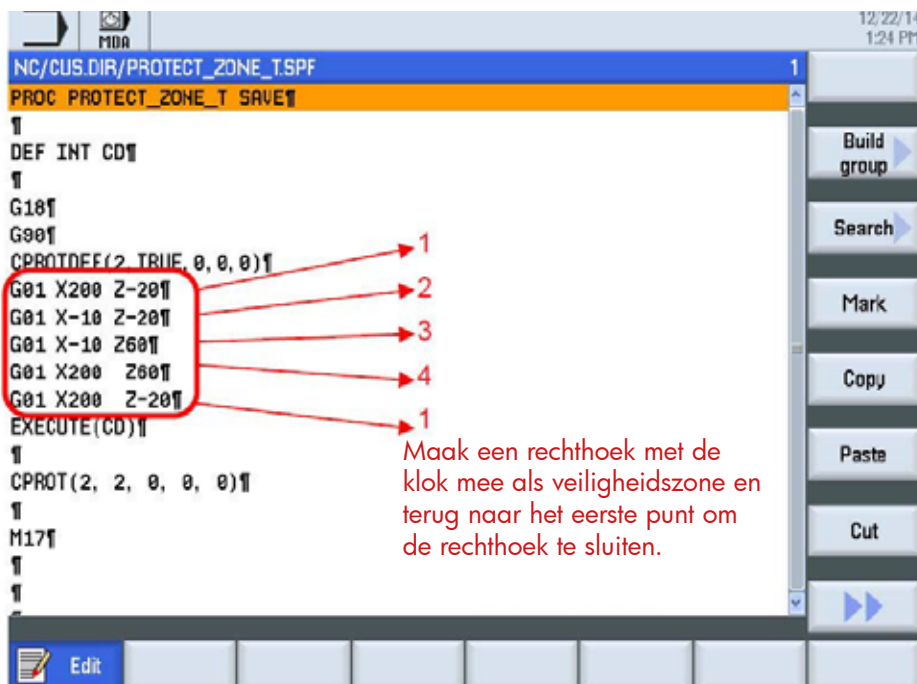 12/22/14
1:24 PM
MDA
NC/CUS.DIR/PROTECT_ZONE_T.SPF 1
PROC PROTECT_ZONE_T SAVE¶
¶
DEF INT CD¶
¶
G18¶
G90¶
CPROTDEF(2,TRUE,0,0,0)¶
G01 X200 Z-20¶
G01 X-10 Z-20¶
G01 X-10 Z60¶
G01 X200 Z60¶
G01 X200 Z-20¶
EXECUTE(CD)¶
¶
CPROT(2, 2, 0, 0, 0)¶
¶
M17¶
¶
¶
1
2
3
4
1
Maak een rechthoek met de
klok mee als veiligheidszone en
terug naar het eerste punt om
de rechthoek te sluiten.
Build
group
Search
Mark
Copy
Paste
Cut
Edit